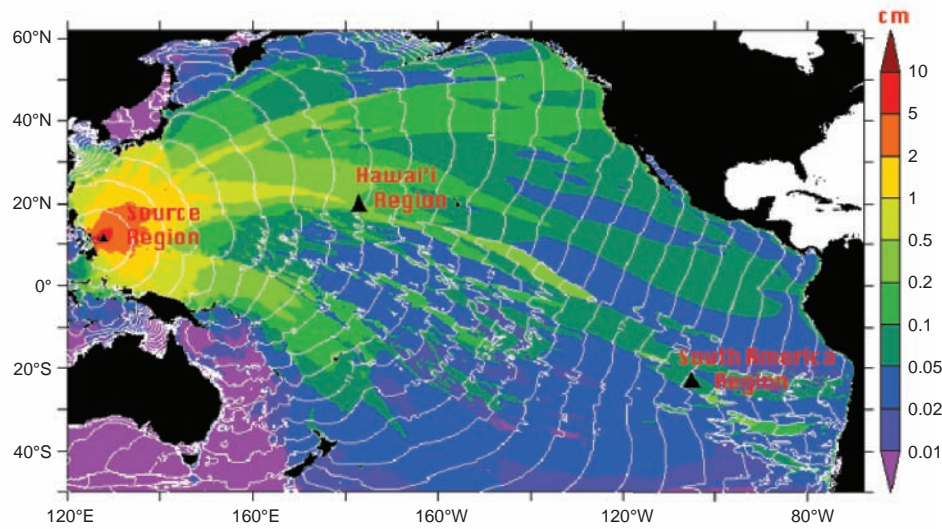 cm
60°N
40°N
20°N
0°
20°S
40°S
Hawai'i
Region
Source
Region
South America
Region
10
5
2
1
0.5
0.2
0.1
0.05
0.02
0.01
120°E
160°E
160°W
120°W
80°W